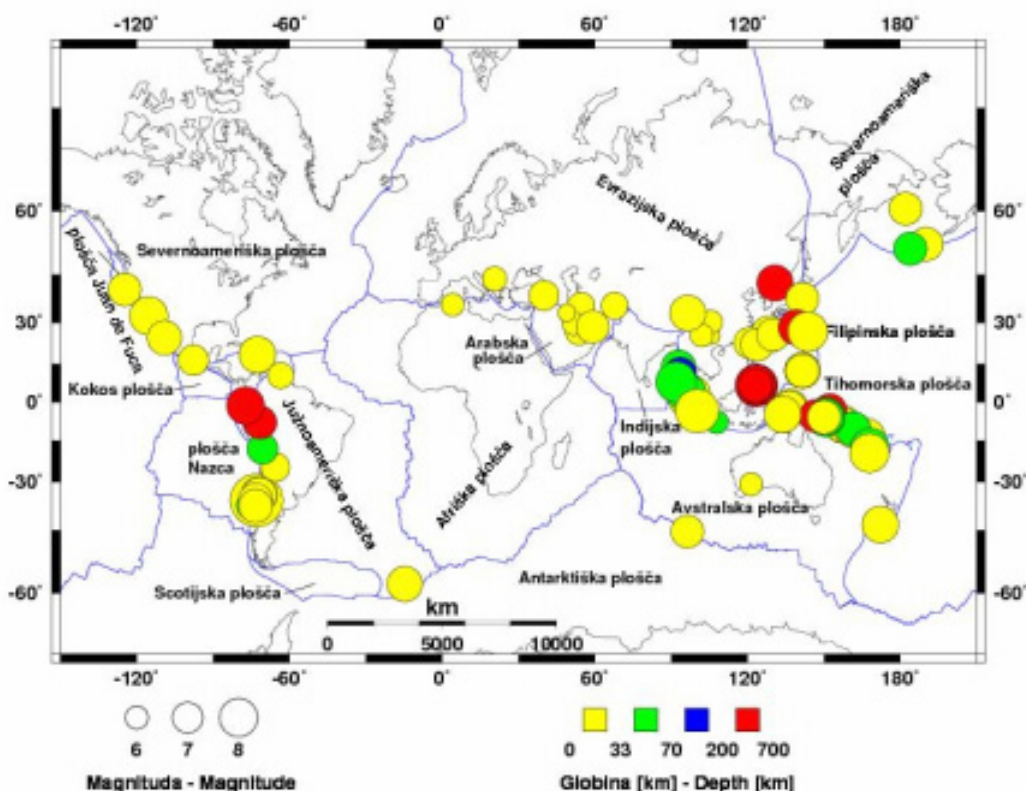 -120° -60° 0° 60° 120° 180°
Severnoameriška
plošča
Evrazijska plošča
60° 60°
plošča Juan de Fuca
Severnoameriška plošča
30° 30°
Arabska
plošča
Filipinska plošča
Kokos plošča
Tihomorska plošča
0° 0°
Južnoameriška plošča
Indijska
plošča
plošča
Nazca
Afriška plošča
-30° -30°
Avstralska plošča
Antarktiška plošča
-60° -60°
Scotijska plošča
km
0 5000 10000
-120° -60° 0° 60° 120° 180°
6 7 8
0 33 70 200 700
Magnituda - Magnitude
Globina [km] - Depth [km]